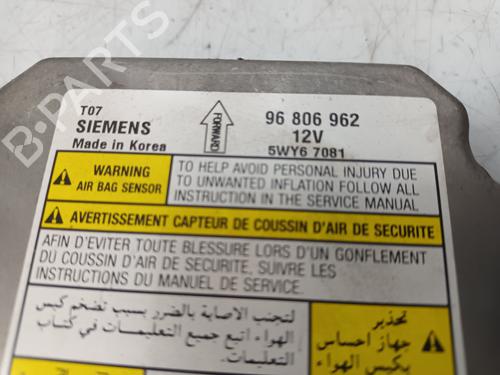 T07
SIEMENS
Made in Korea
FORWARD
96 806 962
12V
5WY6 7081
WARNING
AIR BAG SENSOR
TO HELP AVOID PERSONAL INJURY DUE
TO UNWANTED INFLATION FOLLOW ALL
INSTRUCTION IN THE SERVICE MANUAL
AVERTISSEMENT CAPTEUR DE COUSSIN D'AIR DE SECURITE
AFIN D'EVITER TOUTE BLESSURE LORS D'UN GONFLEMENT
D'COUSSIN D'AIR DE SECURITE, SUIVRE LES
INSTRUCTIONS DU MANUEL DE SERVICE.
تحذير
جهاز احساس
بكيس الهواء
لتجنب الاصابة بالضرر بسبب تضخم كيس
الهواء اتبع جميع التعليمات في كتاب
التعليمات.
B-PARTS